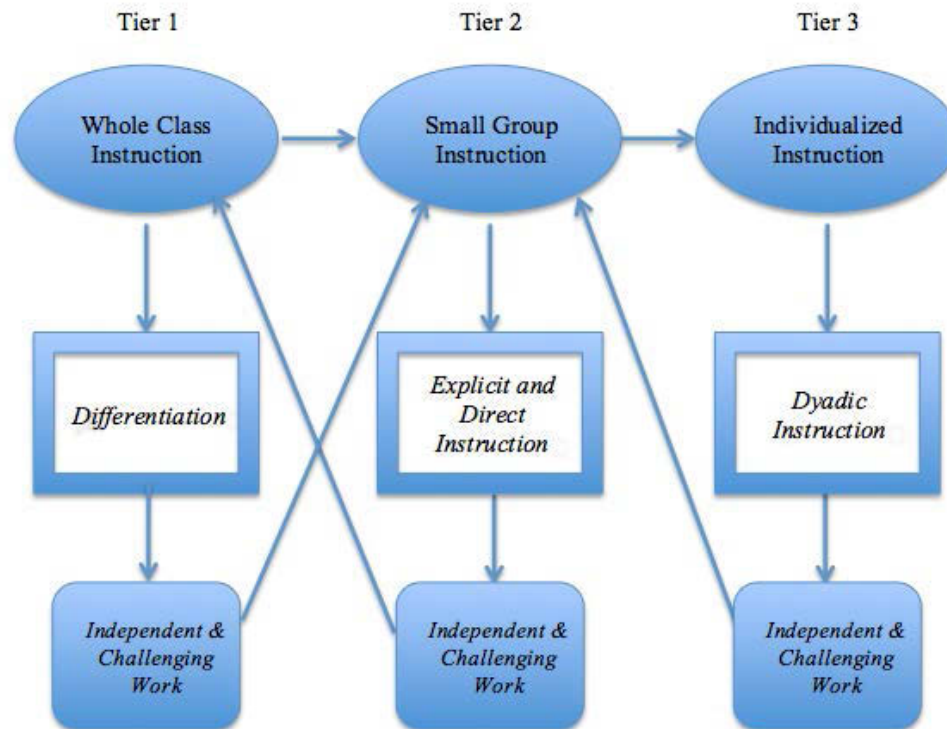 Tier 1
Tier 2
Tier 3
Whole Class
Instruction
Small Group
Instruction
Individualized
Instruction
Differentiation
Explicit and
Direct
Instruction
Dyadic
Instruction
Independent &
Challenging
Work
Independent &
Challenging
Work
Independent &
Challenging
Work